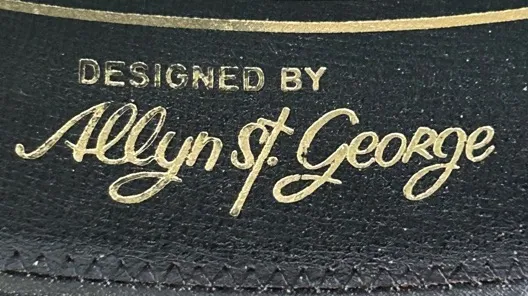 DESIGNED BY
Allyn St. George